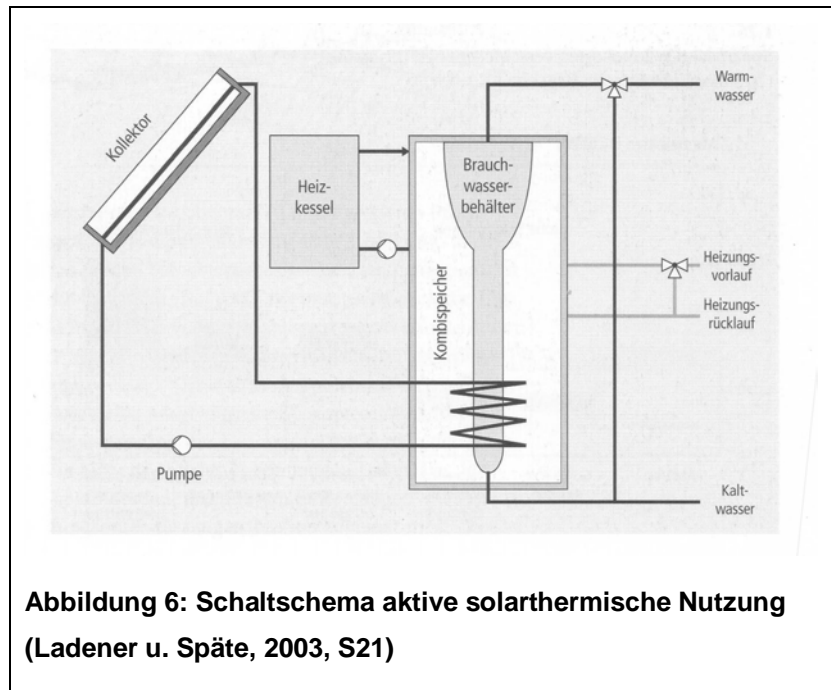 Kollektor
Heiz-
kessel
Brauch-
wasser-
behälter
Kombispeicher
Warm-
wasser
Heizungs-
vorlauf
Heizungs-
rücklauf
Pumpe
Kalt-
wasser
Abbildung 6: Schaltschema aktive solarthermische Nutzung
(Ladener u. Späte, 2003, S21)